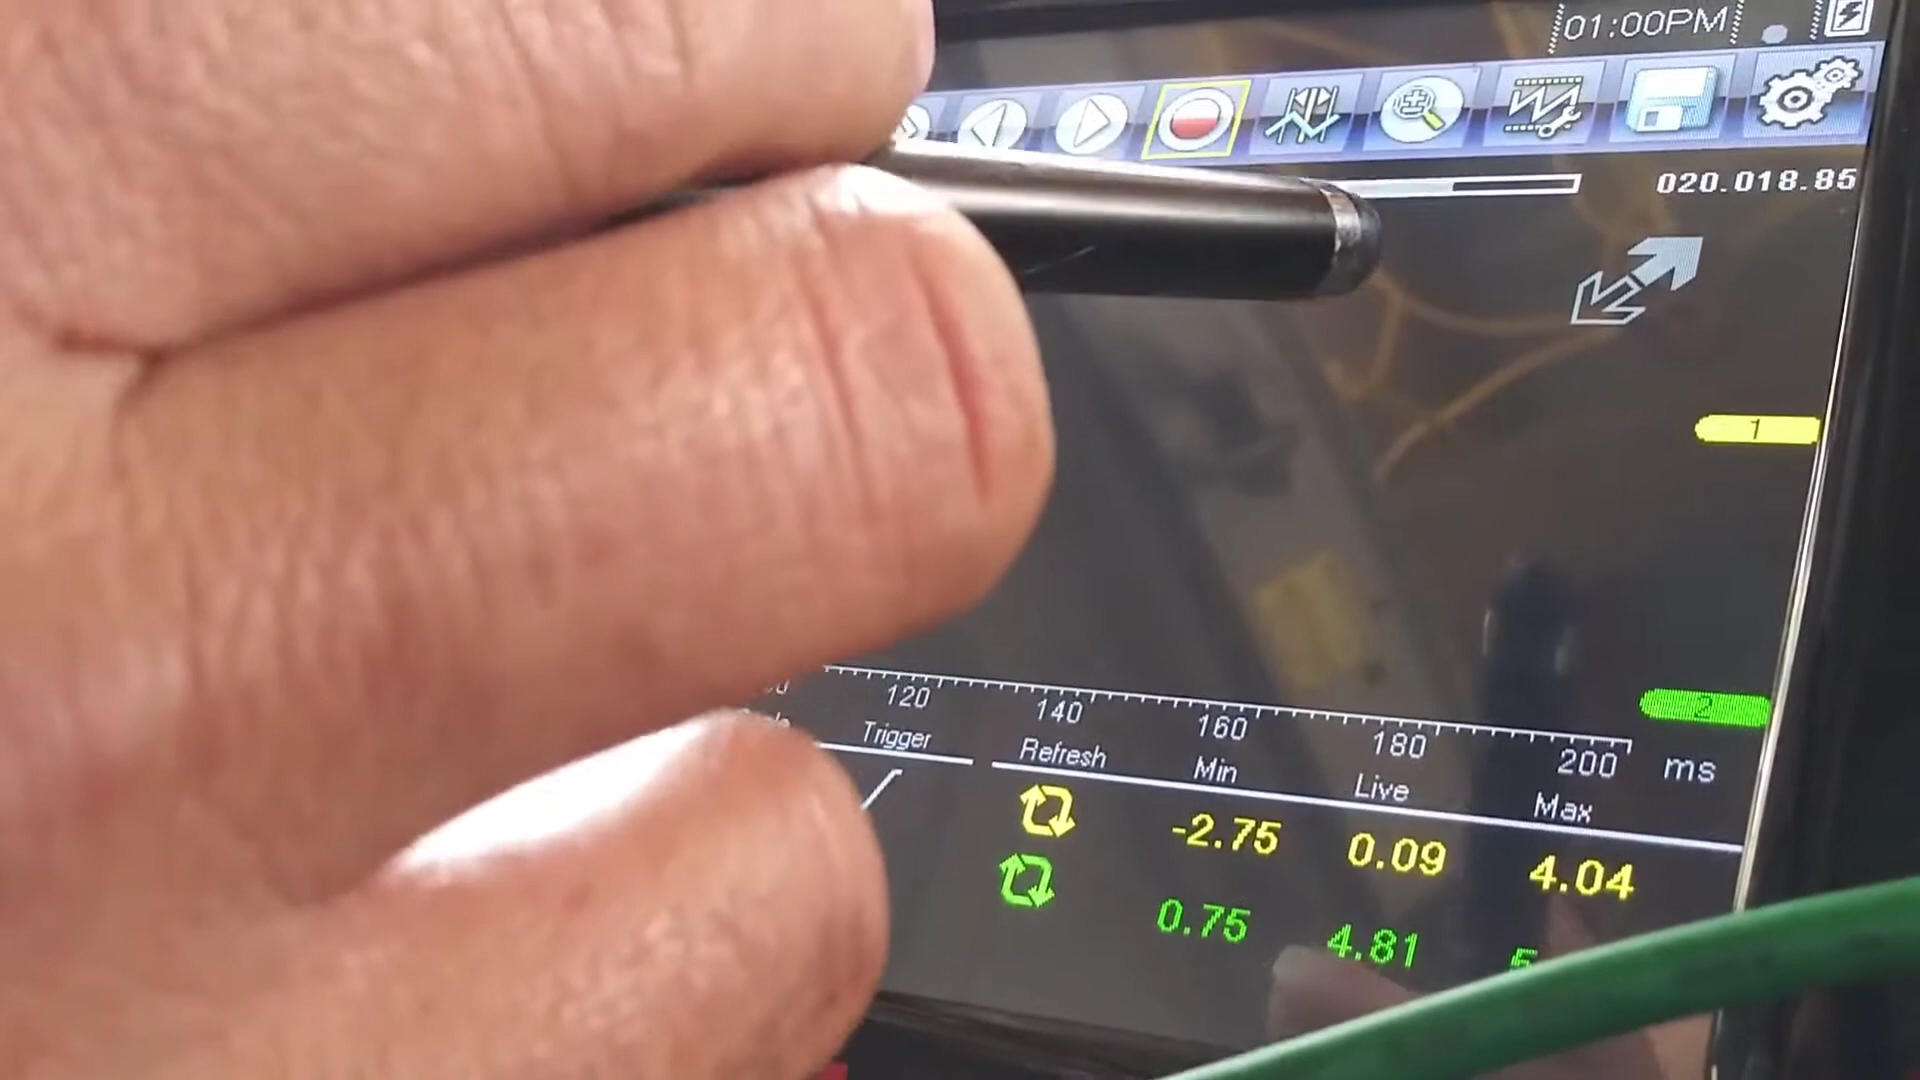 01:00PM
020.018.85
1
2
120 140 160 180 200 ms
Trigger Refresh Min Live Max
-2.75 0.09 4.04
0.75 4.81